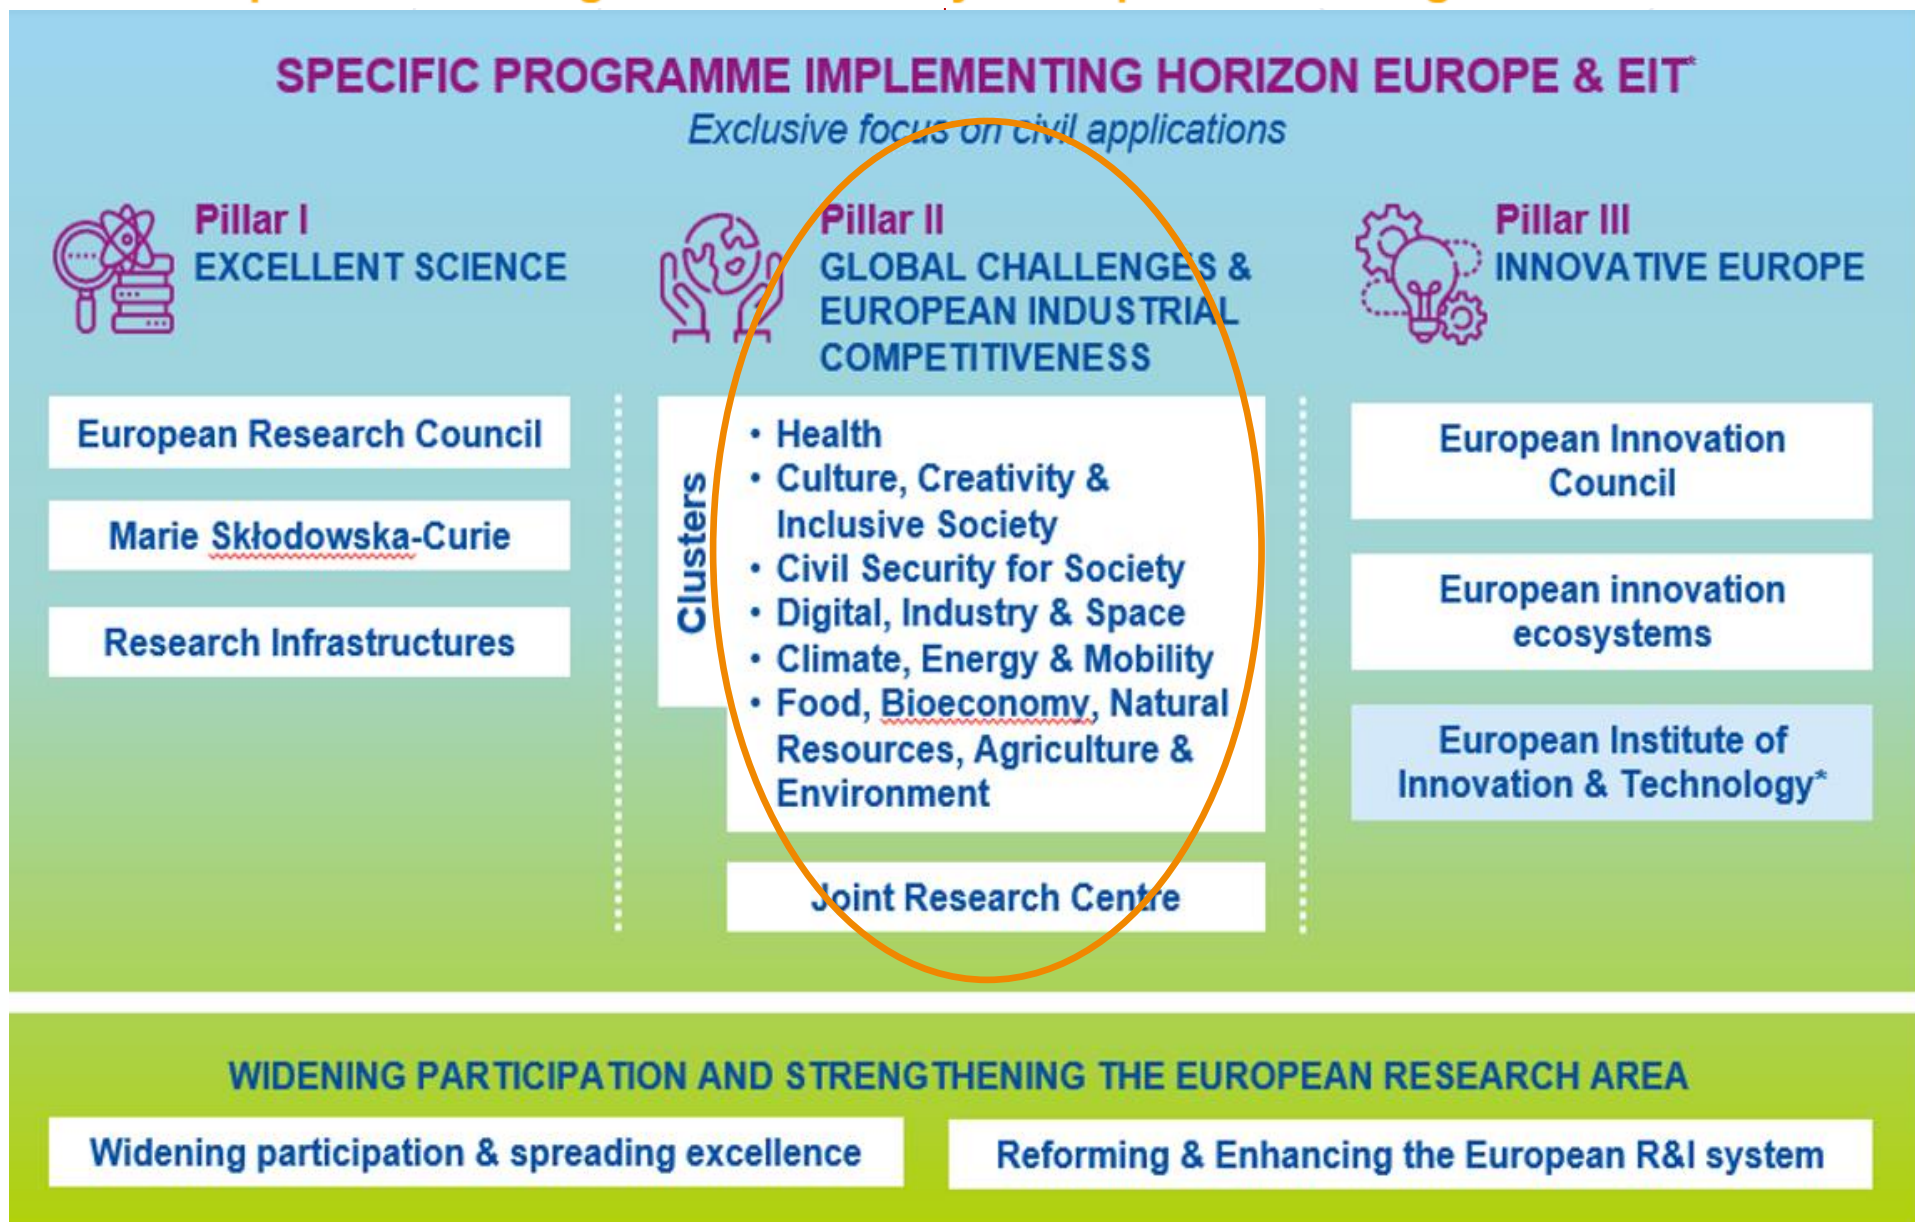 SPECIFIC PROGRAMME IMPLEMENTING HORIZON EUROPE & EIT*
Exclusive focus on civil applications
Pillar I
EXCELLENT SCIENCE
European Research Council
Marie Skłodowska-Curie
Research Infrastructures
Pillar II
GLOBAL CHALLENGES &
EUROPEAN INDUSTRIAL
COMPETITIVENESS
Clusters
• Health
• Culture, Creativity &
Inclusive Society
• Civil Security for Society
• Digital, Industry & Space
• Climate, Energy & Mobility
• Food, Bioeconomy, Natural
Resources, Agriculture &
Environment
Joint Research Centre
Pillar III
INNOVATIVE EUROPE
European Innovation
Council
European innovation
ecosystems
European Institute of
Innovation & Technology*
WIDENING PARTICIPATION AND STRENGTHENING THE EUROPEAN RESEARCH AREA
Widening participation & spreading excellence
Reforming & Enhancing the European R&I system